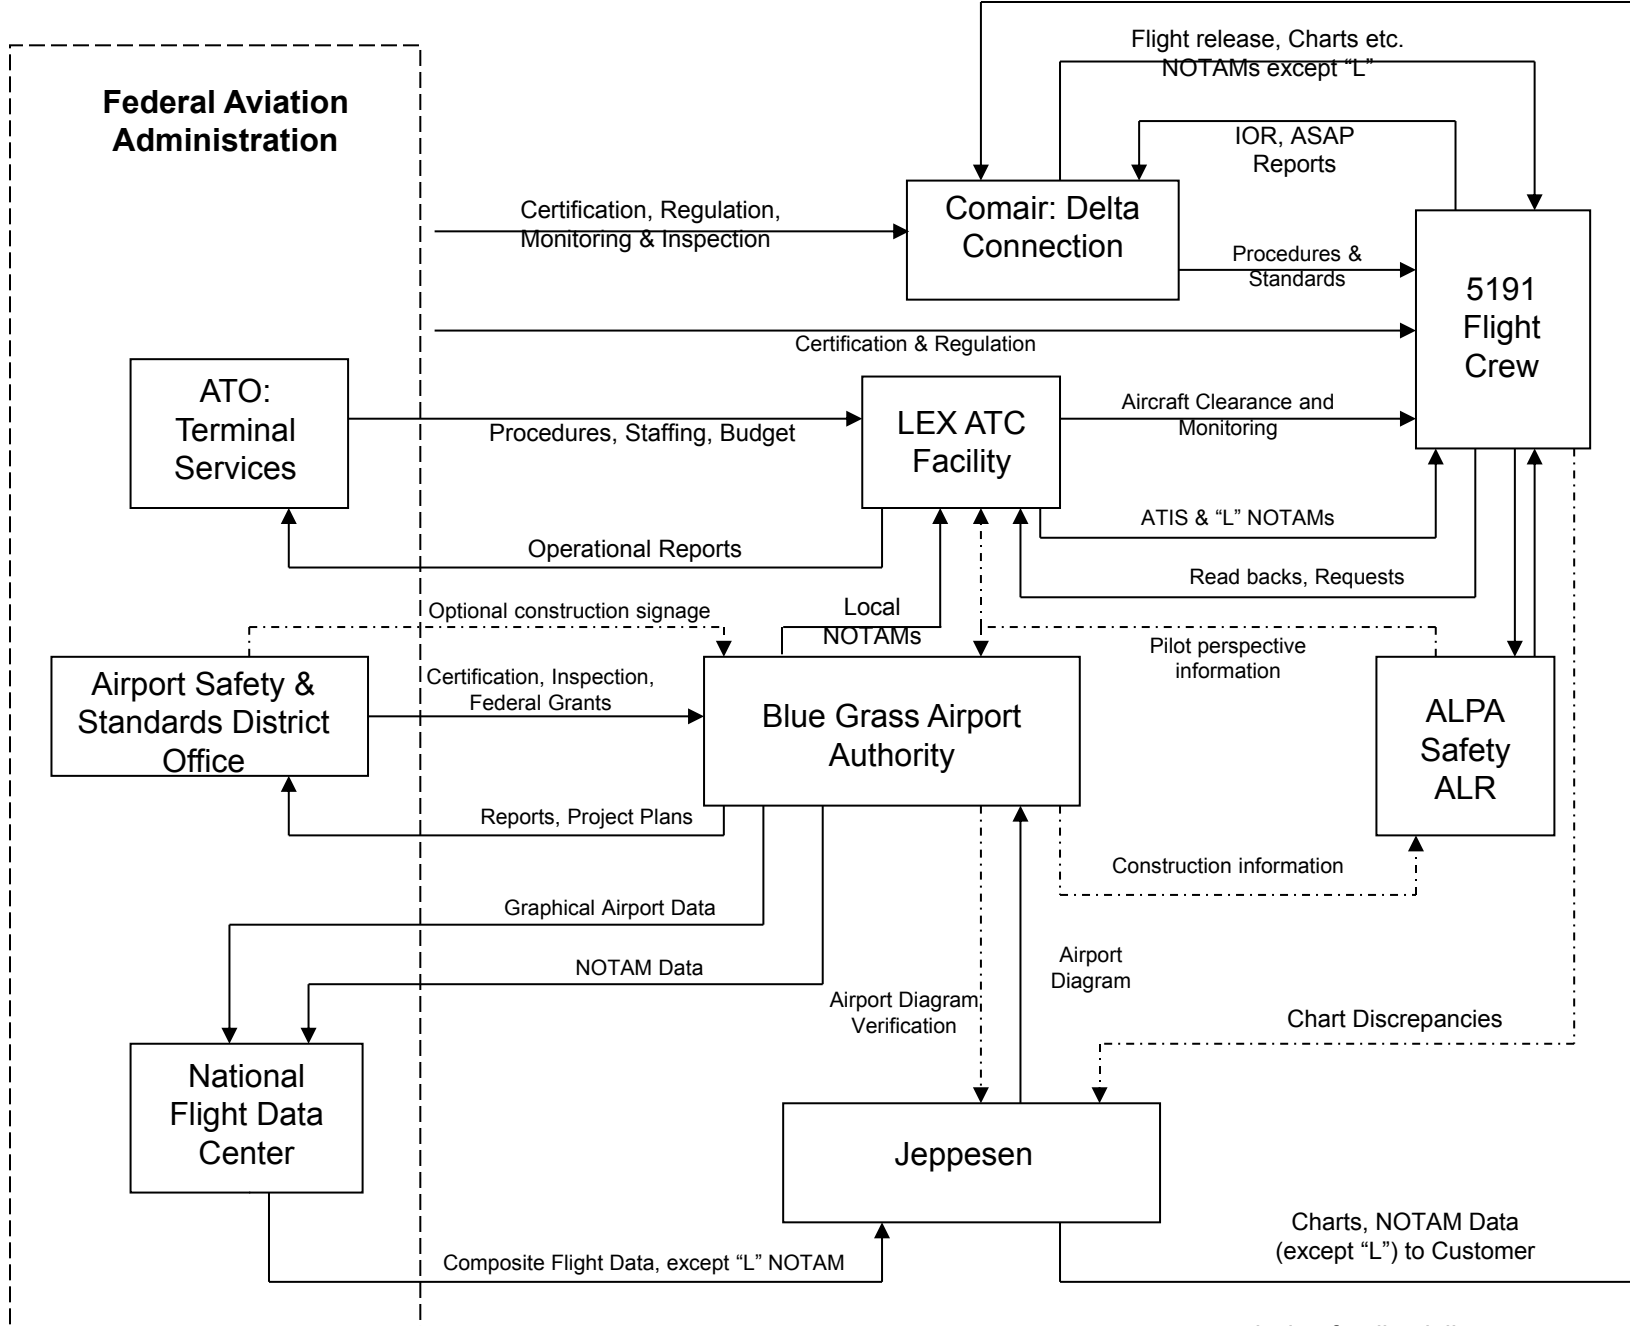 Flight release, Charts etc.
NOTAMs except “L”
Federal Aviation
Administration
IOR, ASAP
Reports
Certification, Regulation,
Monitoring & Inspection
Comair: Delta
Connection
Procedures &
Standards
5191
Flight
Crew
Certification & Regulation
ATO:
Terminal
Services
Procedures, Staffing, Budget
LEX ATC
Facility
Aircraft Clearance and
Monitoring
ATIS & “L” NOTAMs
Operational Reports
Read backs, Requests
Optional construction signage
Local
NOTAMs
Pilot perspective
information
Airport Safety &
Standards District
Office
Certification, Inspection,
Federal Grants
Blue Grass Airport
Authority
ALPA
Safety
ALR
Reports, Project Plans
Construction information
Graphical Airport Data
NOTAM Data
Airport
Diagram
Airport Diagram
Verification
Chart Discrepancies
National
Flight Data
Center
Jeppesen
Charts, NOTAM Data
(except “L”) to Customer
Composite Flight Data, except “L” NOTAM